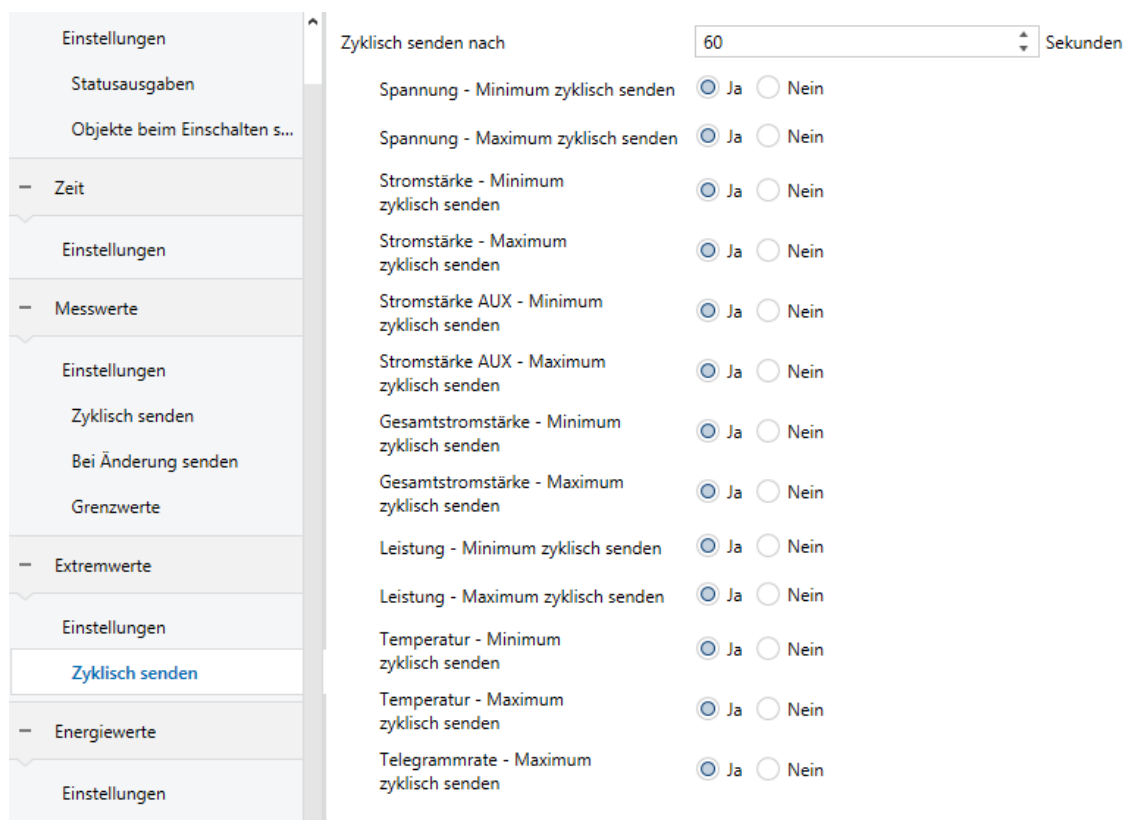 Einstellungen
Statusausgaben
Objekte beim Einschalten s...
Zeit
Einstellungen
Messwerte
Einstellungen
Zyklisch senden
Bei Änderung senden
Grenzwerte
Extremwerte
Einstellungen
Zyklisch senden
Energiewerte
Einstellungen
Zyklisch senden nach 60 Sekunden
Spannung - Minimum zyklisch senden Ja Nein
Spannung - Maximum zyklisch senden Ja Nein
Stromstärke - Minimum
zyklisch senden Ja Nein
Stromstärke - Maximum
zyklisch senden Ja Nein
Stromstärke AUX - Minimum
zyklisch senden Ja Nein
Stromstärke AUX - Maximum
zyklisch senden Ja Nein
Gesamtstromstärke - Minimum
zyklisch senden Ja Nein
Gesamtstromstärke - Maximum
zyklisch senden Ja Nein
Leistung - Minimum zyklisch senden Ja Nein
Leistung - Maximum zyklisch senden Ja Nein
Temperatur - Minimum
zyklisch senden Ja Nein
Temperatur - Maximum
zyklisch senden Ja Nein
Telegrammrate - Maximum
zyklisch senden Ja Nein